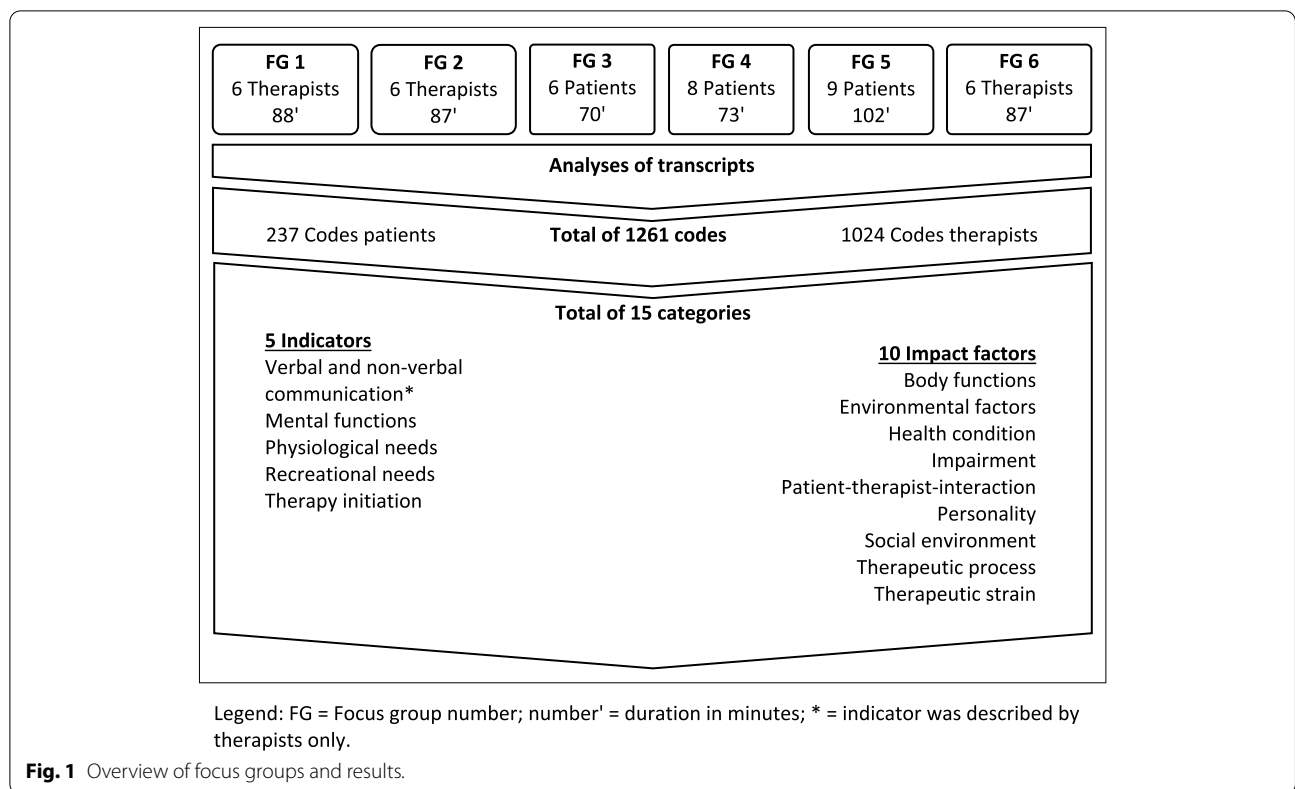 FG 1
6 Therapists
88'
FG 2
6 Therapists
87'
FG 3
6 Patients
70'
FG 4
8 Patients
73'
FG 5
9 Patients
102'
FG 6
6 Therapists
87'
Analyses of transcripts
237 Codes patients
Total of 1261 codes
1024 Codes therapists
Total of 15 categories
5 Indicators
Verbal and non-verbal
communication*
Mental functions
Physiological needs
Recreational needs
Therapy initiation
10 Impact factors
Body functions
Environmental factors
Health condition
Impairment
Patient-therapist-interaction
Personality
Social environment
Therapeutic process
Therapeutic strain
Legend: FG = Focus group number; number' = duration in minutes; * = indicator was described by
therapists only.
Fig. 1 Overview of focus groups and results.